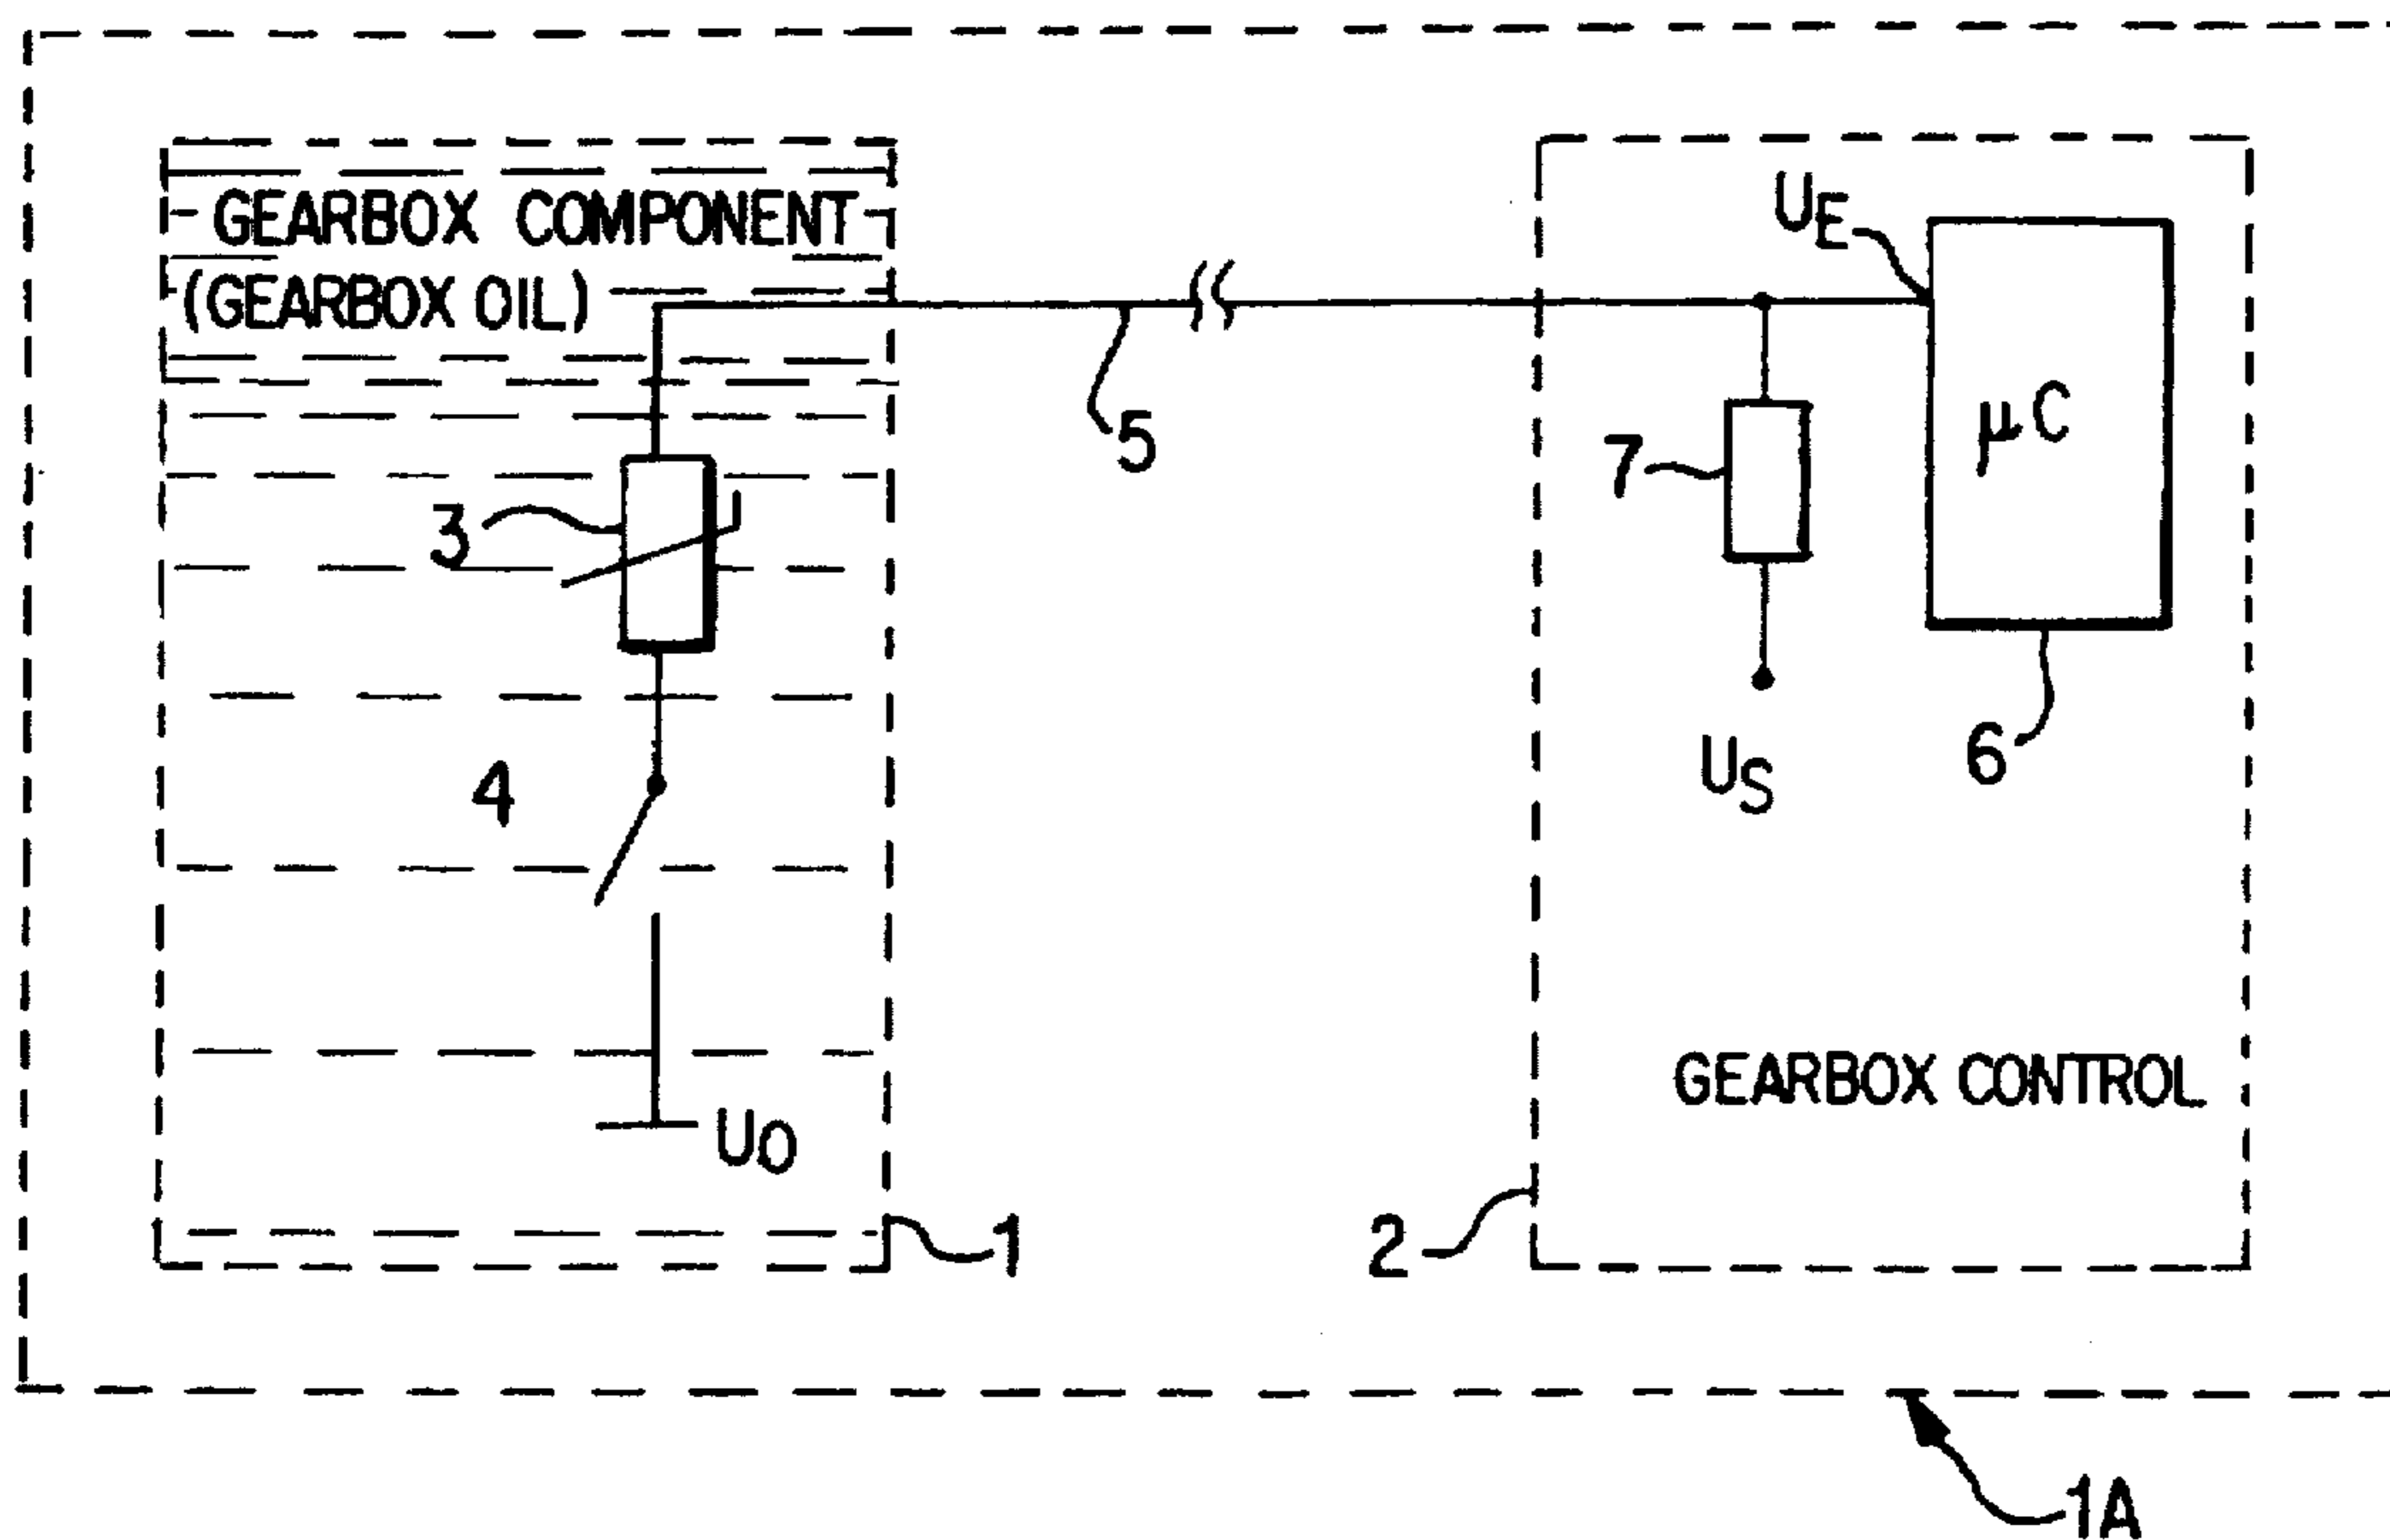 GEARBOX COMPONENT
(GEARBOX OIL)
UE
μC
5
7
3
4
US
6
GEARBOX CONTROL
UO
1
2
1A